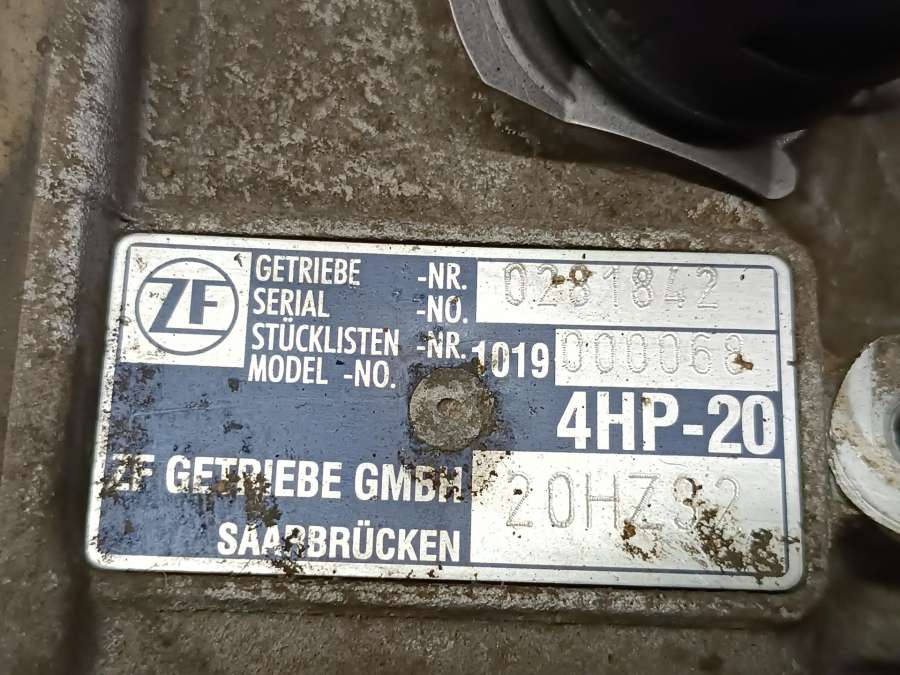 ZF
GETRIEBE -NR. 0281842
SERIAL -NO.
STÜCKLISTEN -NR. 1019 000068
MODEL -NO.
4HP-20
ZF GETRIEBE GMBH 20HZ32
SAARBRÜCKEN